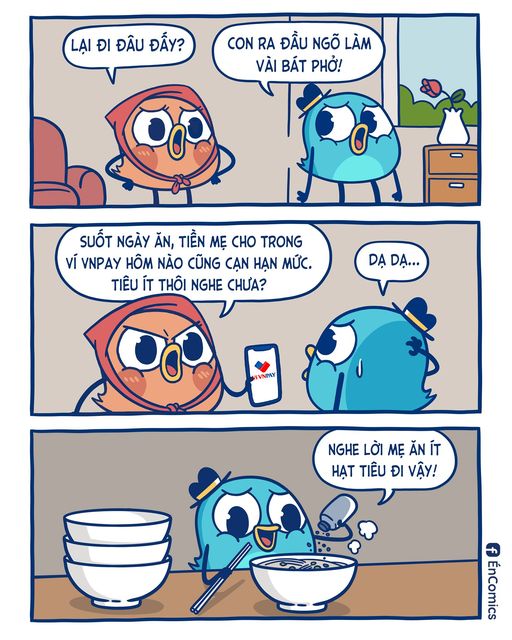 LẠI ĐI ĐÂU ĐẤY?
CON RA ĐẦU NGÕ LÀM
VÀI BÁT PHỞ!
SUỐT NGÀY ĂN, TIỀN MẸ CHO TRONG
VÍ VNPAY HÔM NÀO CŨNG CẠN HẠN MỨC.
TIÊU ÍT THÔI NGHE CHƯA?
DẠ DẠ...
VNPAY
NGHE LỜI MẸ ĂN ÍT
HẠT TIÊU ĐI VẬY!
ÉnComics